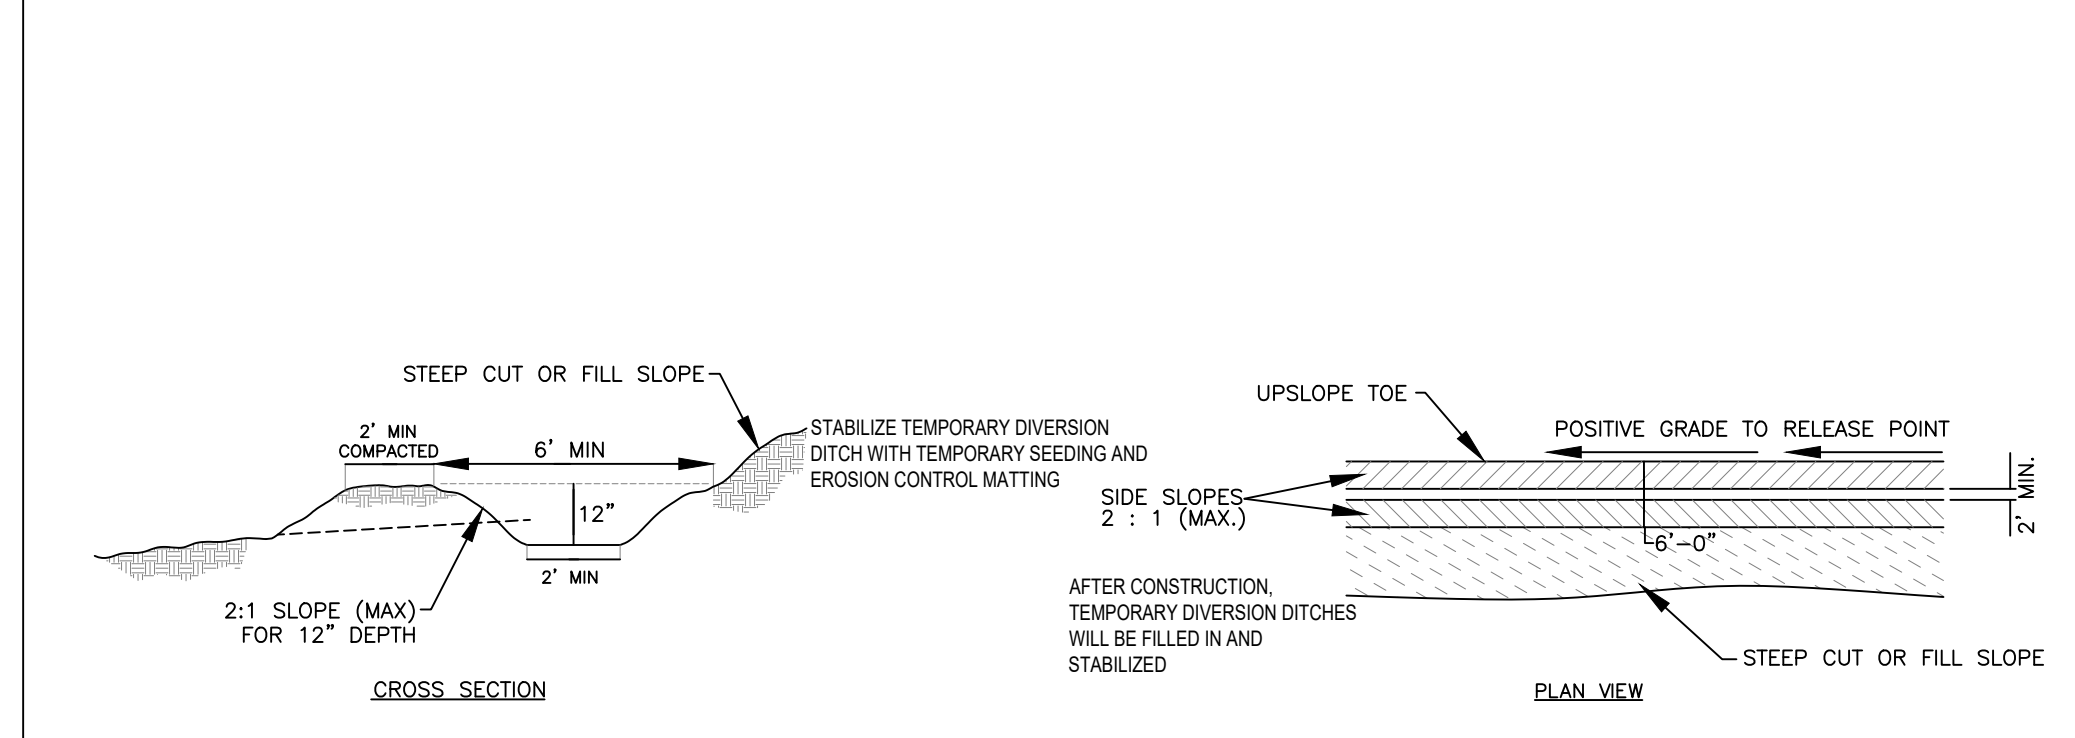 STEEP CUT OR FILL SLOPE
2' MIN
COMPACTED
6' MIN
STABILIZE TEMPORARY DIVERSION
DITCH WITH TEMPORARY SEEDING AND
EROSION CONTROL MATTING
12"
2' MIN
2:1 SLOPE (MAX)
FOR 12" DEPTH
CROSS SECTION
UPSLOPE TOE
POSITIVE GRADE TO RELEASE POINT
SIDE SLOPES
2 : 1 (MAX.)
2' MIN.
6'-0"
AFTER CONSTRUCTION,
TEMPORARY DIVERSION DITCHES
WILL BE FILLED IN AND
STABILIZED
STEEP CUT OR FILL SLOPE
PLAN VIEW